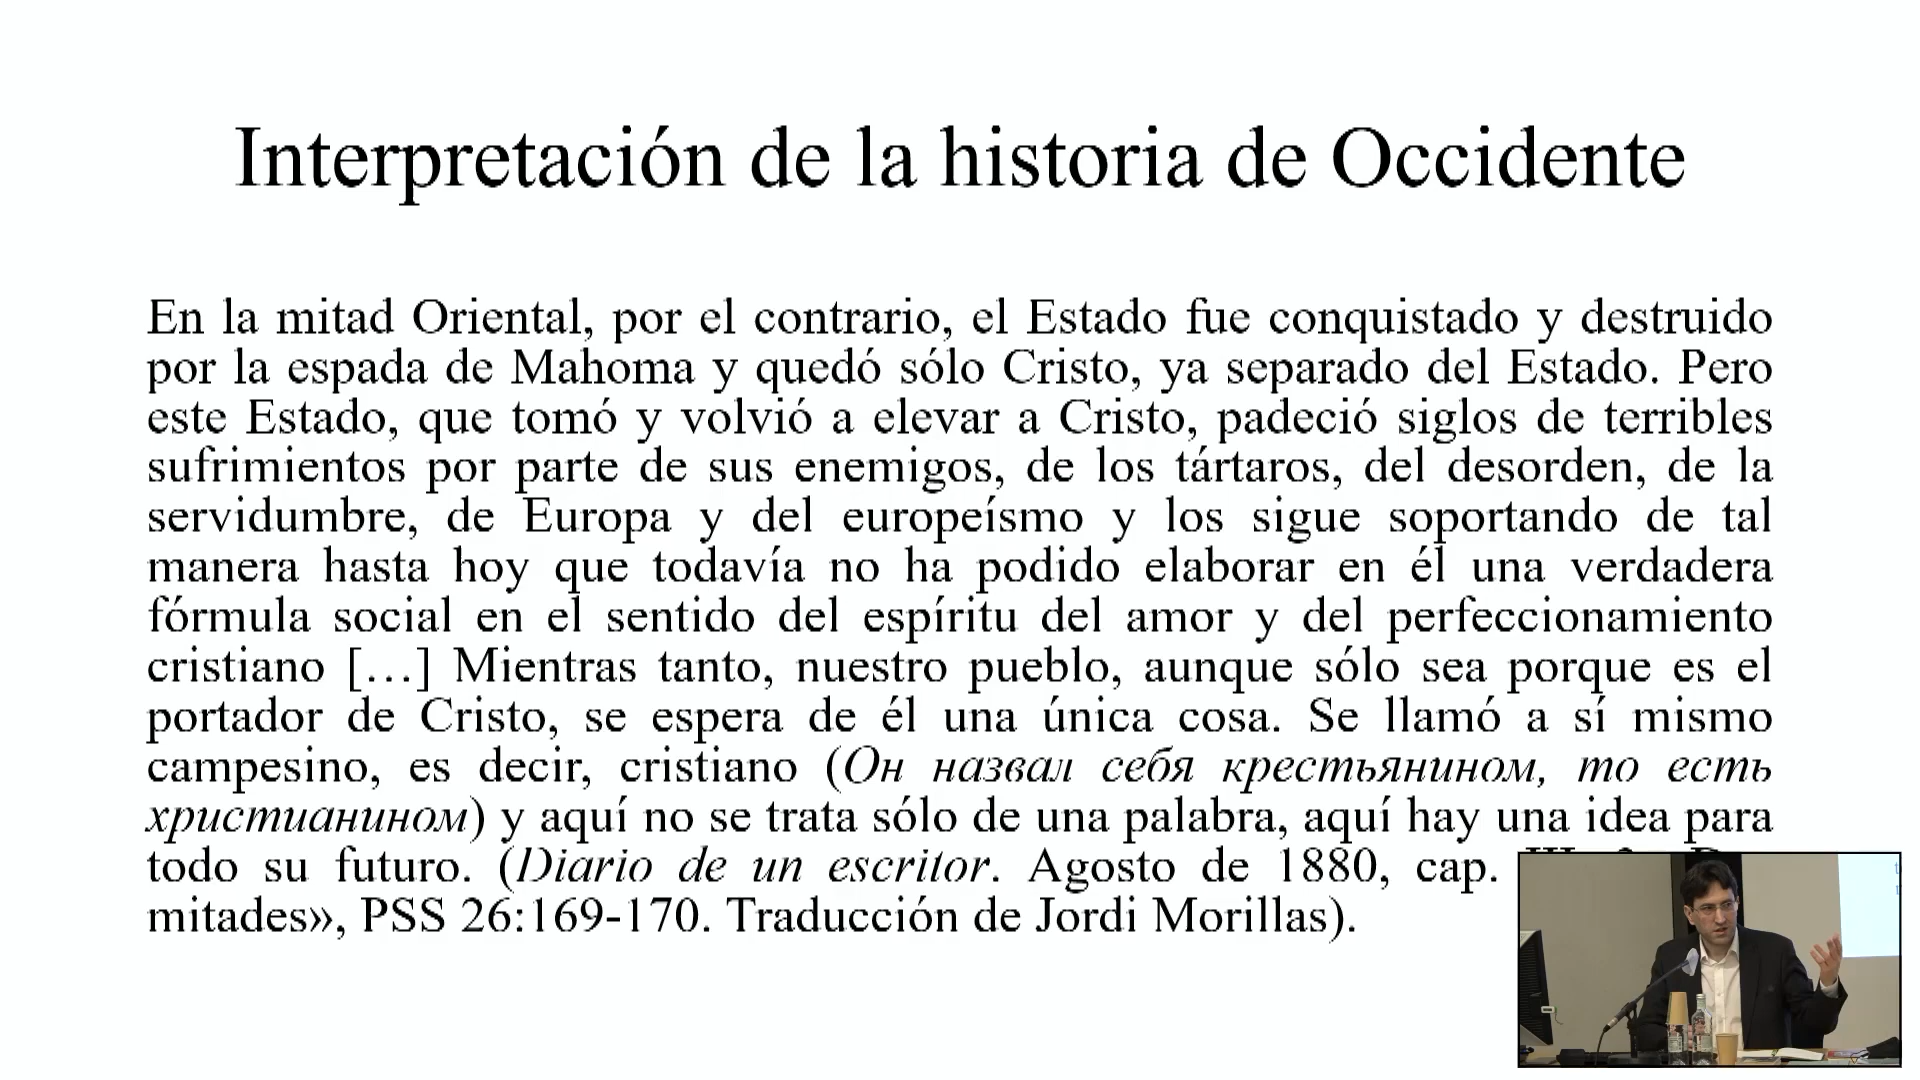 Interpretación de la historia de Occidente
En la mitad Oriental, por el contrario, el Estado fue conquistado y destruido
por la espada de Mahoma y quedó sólo Cristo, ya separado del Estado. Pero
este Estado, que tomó y volvió a elevar a Cristo, padeció siglos de terribles
sufrimientos por parte de sus enemigos, de los tártaros, del desorden, de la
servidumbre, de Europa y del europeísmo y los sigue soportando de tal
manera hasta hoy que todavía no ha podido elaborar en él una verdadera
fórmula social en el sentido del espíritu del amor y del perfeccionamiento
cristiano […] Mientras tanto, nuestro pueblo, aunque sólo sea porque es el
portador de Cristo, se espera de él una única cosa. Se llamó a sí mismo
campesino, es decir, cristiano (Он назвал себя крестьянином, то есть
христианином) y aquí no se trata sólo de una palabra, aquí hay una idea para
todo su futuro. (Diario de un escritor. Agosto de 1880, cap.
mitades», PSS 26:169-170. Traducción de Jordi Morillas).